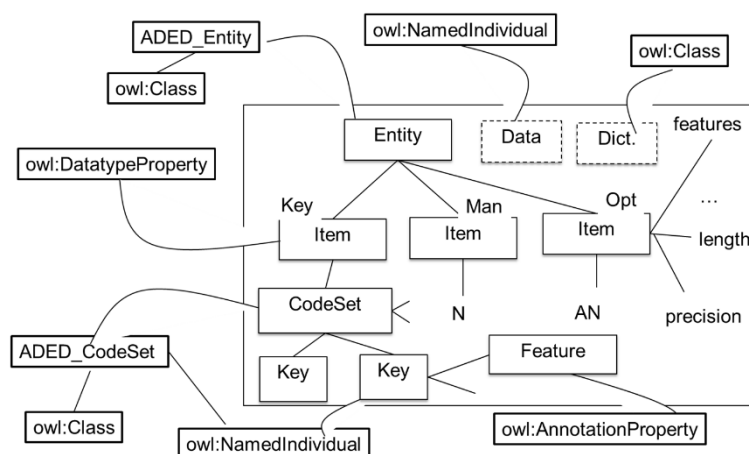 ADED_Entity
owl:NamedIndividual
owl:Class
owl:Class
features
Entity
Data
Dict.
owl:DatatypeProperty
Key
Man
Opt
...
Item
Item
Item
length
CodeSet
N
AN
precision
ADED_CodeSet
Key
Key
Feature
owl:Class
owl:NamedIndividual
owl:AnnotationProperty